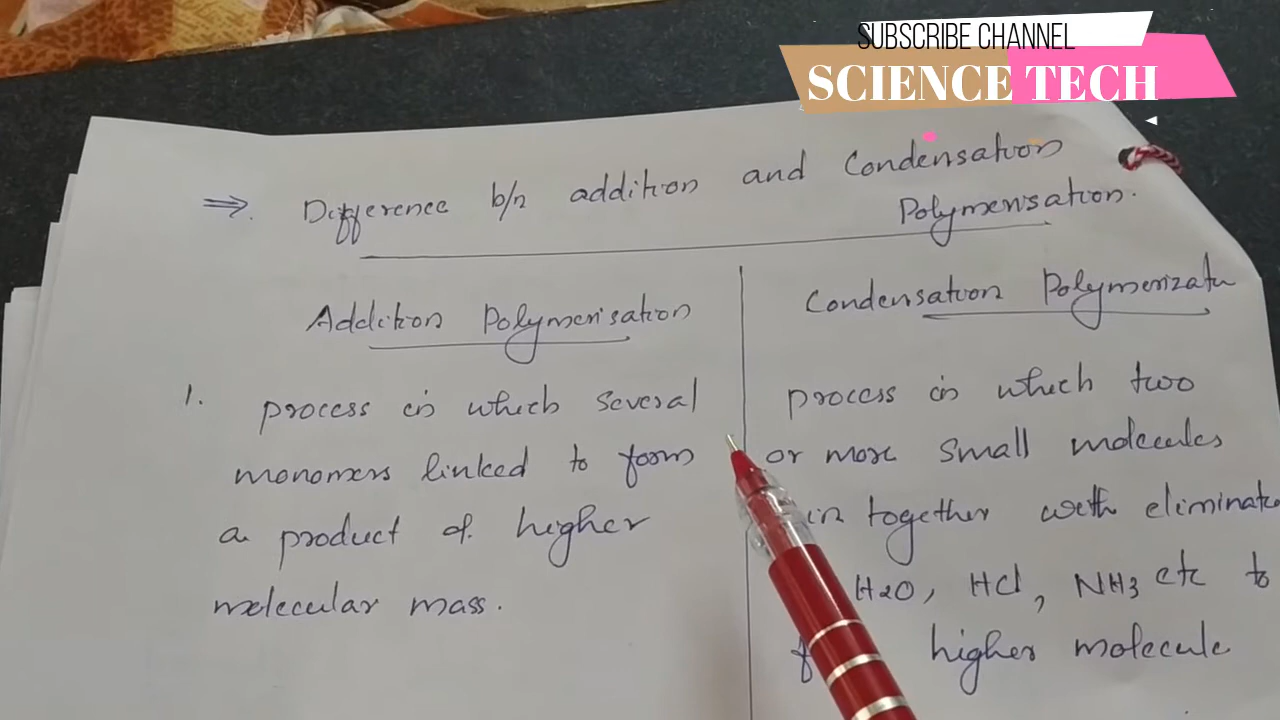 SUBSCRIBE CHANNEL
SCIENCE TECH
⇒ Difference b/n addition and Condensation
Polymerisation.
Addition Polymerisation
1. process in which several
monomers linked to form
a product of higher
molecular mass.
Condensation Polymerizatn
process in which two
or more small molecules
together with eliminat
H2O, HCl, NH3 etc to
higher molecule